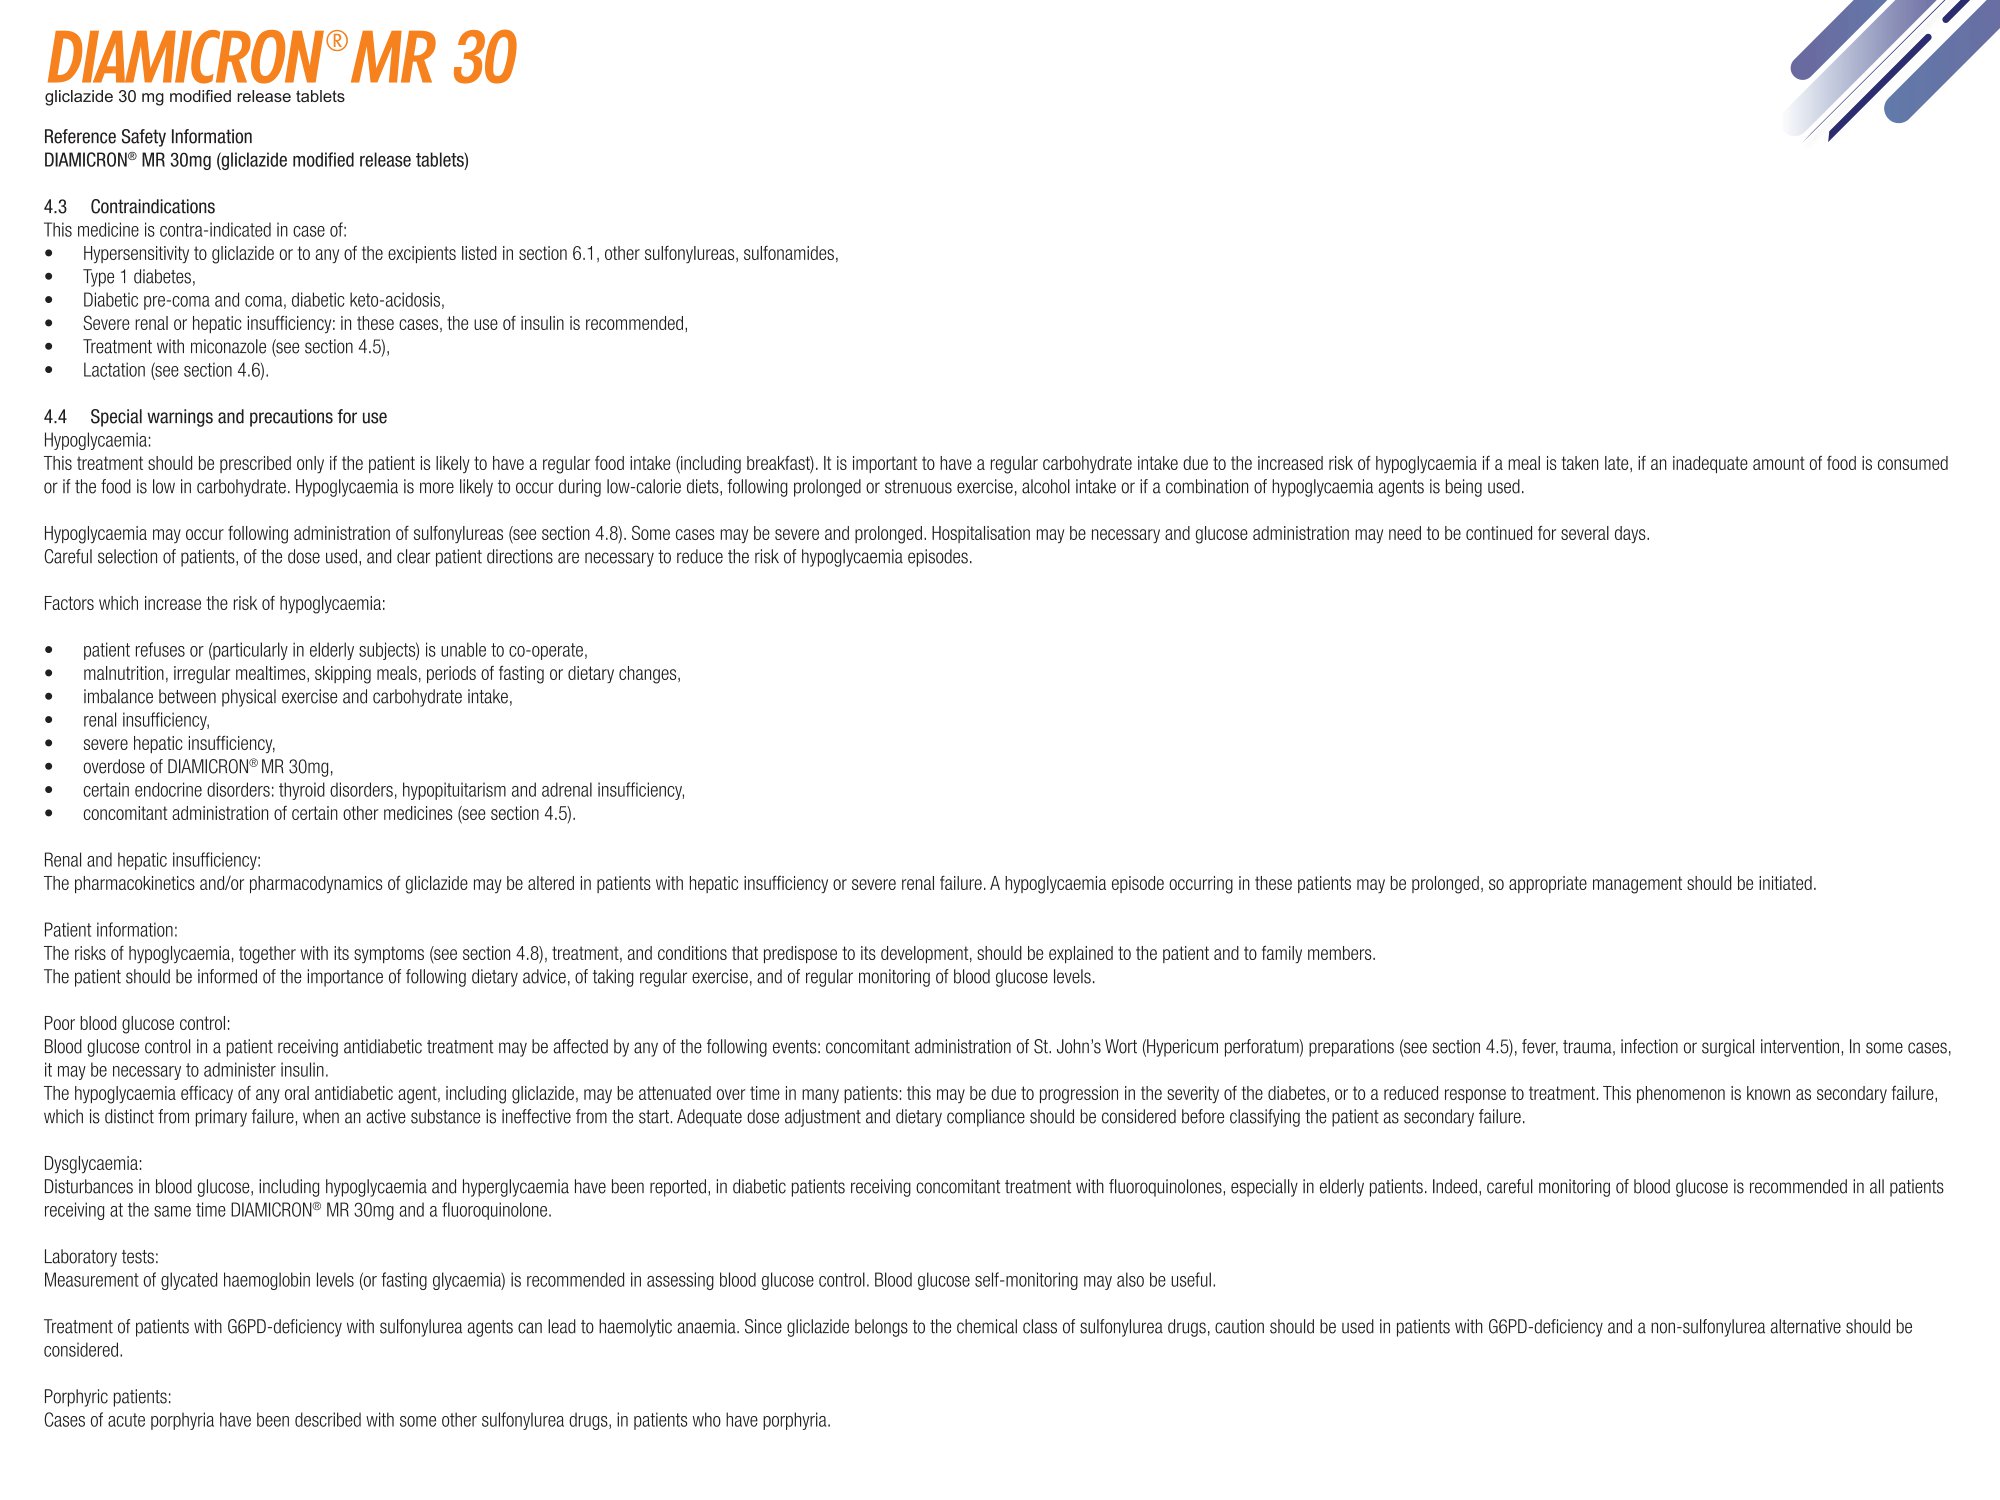 DIAMICRON® MR 30
gliclazide 30 mg modified release tablets
Reference Safety Information
DIAMICRON® MR 30mg (gliclazide modified release tablets)
4.3 Contraindications
This medicine is contra-indicated in case of:
• Hypersensitivity to gliclazide or to any of the excipients listed in section 6.1, other sulfonylureas, sulfonamides,
• Type 1 diabetes,
• Diabetic pre-coma and coma, diabetic keto-acidosis,
• Severe renal or hepatic insufficiency: in these cases, the use of insulin is recommended,
• Treatment with miconazole (see section 4.5),
• Lactation (see section 4.6).
4.4 Special warnings and precautions for use
Hypoglycaemia:
This treatment should be prescribed only if the patient is likely to have a regular food intake (including breakfast). It is important to have a regular carbohydrate intake due to the increased risk of hypoglycaemia if a meal is taken late, if an inadequate amount of food is consumed
or if the food is low in carbohydrate. Hypoglycaemia is more likely to occur during low-calorie diets, following prolonged or strenuous exercise, alcohol intake or if a combination of hypoglycaemia agents is being used.
Hypoglycaemia may occur following administration of sulfonylureas (see section 4.8). Some cases may be severe and prolonged. Hospitalisation may be necessary and glucose administration may need to be continued for several days.
Careful selection of patients, of the dose used, and clear patient directions are necessary to reduce the risk of hypoglycaemia episodes.
Factors which increase the risk of hypoglycaemia:
• patient refuses or (particularly in elderly subjects) is unable to co-operate,
• malnutrition, irregular mealtimes, skipping meals, periods of fasting or dietary changes,
• imbalance between physical exercise and carbohydrate intake,
• renal insufficiency,
• severe hepatic insufficiency,
• overdose of DIAMICRON® MR 30mg,
• certain endocrine disorders: thyroid disorders, hypopituitarism and adrenal insufficiency,
• concomitant administration of certain other medicines (see section 4.5).
Renal and hepatic insufficiency:
The pharmacokinetics and/or pharmacodynamics of gliclazide may be altered in patients with hepatic insufficiency or severe renal failure. A hypoglycaemia episode occurring in these patients may be prolonged, so appropriate management should be initiated.
Patient information:
The risks of hypoglycaemia, together with its symptoms (see section 4.8), treatment, and conditions that predispose to its development, should be explained to the patient and to family members.
The patient should be informed of the importance of following dietary advice, of taking regular exercise, and of regular monitoring of blood glucose levels.
Poor blood glucose control:
Blood glucose control in a patient receiving antidiabetic treatment may be affected by any of the following events: concomitant administration of St. John's Wort (Hypericum perforatum) preparations (see section 4.5), fever, trauma, infection or surgical intervention, In some cases,
it may be necessary to administer insulin.
The hypoglycaemia efficacy of any oral antidiabetic agent, including gliclazide, may be attenuated over time in many patients: this may be due to progression in the severity of the diabetes, or to a reduced response to treatment. This phenomenon is known as secondary failure,
which is distinct from primary failure, when an active substance is ineffective from the start. Adequate dose adjustment and dietary compliance should be considered before classifying the patient as secondary failure.
Dysglycaemia:
Disturbances in blood glucose, including hypoglycaemia and hyperglycaemia have been reported, in diabetic patients receiving concomitant treatment with fluoroquinolones, especially in elderly patients. Indeed, careful monitoring of blood glucose is recommended in all patients
receiving at the same time DIAMICRON® MR 30mg and a fluoroquinolone.
Laboratory tests:
Measurement of glycated haemoglobin levels (or fasting glycaemia) is recommended in assessing blood glucose control. Blood glucose self-monitoring may also be useful.
Treatment of patients with G6PD-deficiency with sulfonylurea agents can lead to haemolytic anaemia. Since gliclazide belongs to the chemical class of sulfonylurea drugs, caution should be used in patients with G6PD-deficiency and a non-sulfonylurea alternative should be
considered.
Porphyric patients:
Cases of acute porphyria have been described with some other sulfonylurea drugs, in patients who have porphyria.